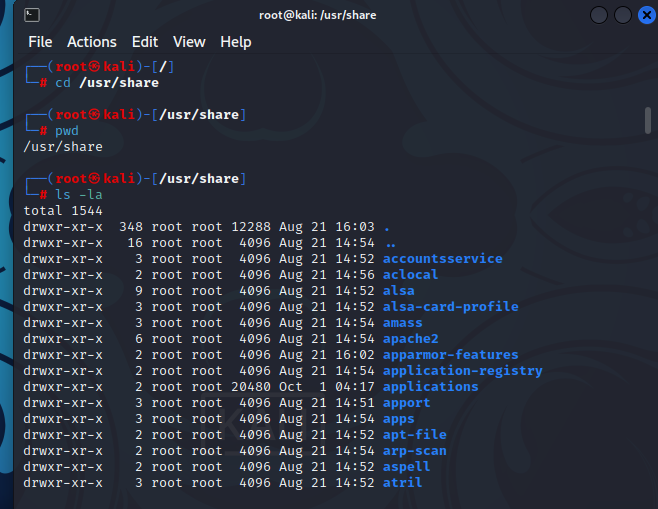 root@kali: /usr/share
File Actions Edit View Help
┌──(root㉿kali)-[/]
└─# cd /usr/share
┌──(root㉿kali)-[/usr/share]
└─# pwd
/usr/share
┌──(root㉿kali)-[/usr/share]
└─# ls -la
total 1544
drwxr-xr-x 348 root root 12288 Aug 21 16:03 .
drwxr-xr-x 16 root root 4096 Aug 21 14:54 ..
drwxr-xr-x 3 root root 4096 Aug 21 14:52 accountsservice
drwxr-xr-x 2 root root 4096 Aug 21 14:56 aclocal
drwxr-xr-x 9 root root 4096 Aug 21 14:52 alsa
drwxr-xr-x 3 root root 4096 Aug 21 14:52 alsa-card-profile
drwxr-xr-x 3 root root 4096 Aug 21 14:54 amass
drwxr-xr-x 6 root root 4096 Aug 21 14:54 apache2
drwxr-xr-x 2 root root 4096 Aug 21 16:02 apparmor-features
drwxr-xr-x 2 root root 4096 Aug 21 14:54 application-registry
drwxr-xr-x 2 root root 20480 Oct 1 04:17 applications
drwxr-xr-x 3 root root 4096 Aug 21 14:51 apport
drwxr-xr-x 3 root root 4096 Aug 21 14:54 apps
drwxr-xr-x 2 root root 4096 Aug 21 14:52 apt-file
drwxr-xr-x 2 root root 4096 Aug 21 14:54 arp-scan
drwxr-xr-x 2 root root 4096 Aug 21 14:52 aspell
drwxr-xr-x 3 root root 4096 Aug 21 14:52 atril